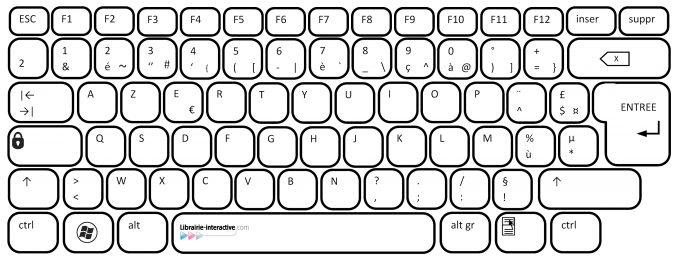 ESC F1 F2 F3 F4 F5 F6 F7 F8 F9 F10 F11 F12 inser suppr
1 2 3 4 5 6 7 8 9 0 ° +
2 & é ~ " # ' { ( [ - | è ` _ \ ç ^ à @ ) ] = } X
|← A Z E R T Y U I O P ¨ £ ENTREE
→| € ^ $ ¤
Q S D F G H J K L M % µ
ù *
↑ > W X C V B N ? . / § ↑
< , ; : !
ctrl alt Librairie-interactive.com alt gr ctrl